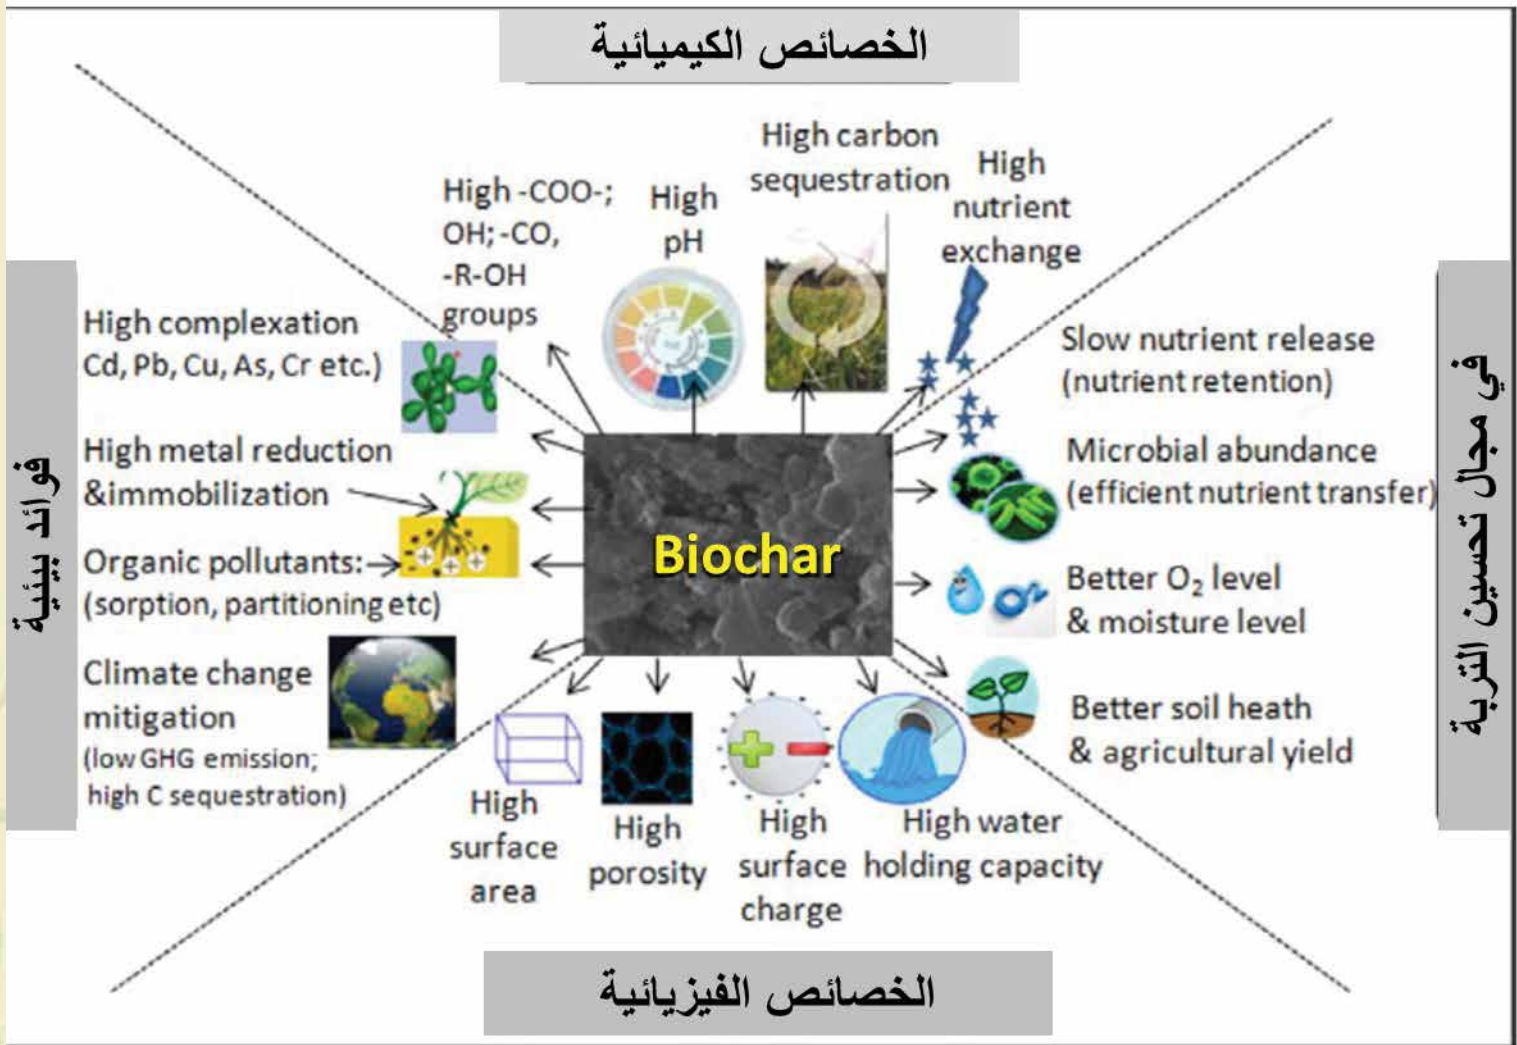 الخصائص الكيميائية
High -COO-;
OH; -CO,
-R-OH
groups
High
pH
High carbon
sequestration
High
nutrient
exchange
فوائد بيئية
High complexation
Cd, Pb, Cu, As, Cr etc.)
High metal reduction
&immobilization
Organic pollutants:
(sorption, partitioning etc)
Climate change
mitigation
(low GHG emission;
high C sequestration)
Biochar
Slow nutrient release
(nutrient retention)
Microbial abundance
(efficient nutrient transfer)
Better O₂ level
& moisture level
Better soil heath
& agricultural yield
في مجال تحسين التربة
High
surface
area
High
porosity
High
surface
charge
High water
holding capacity
الخصائص الفيزيائية